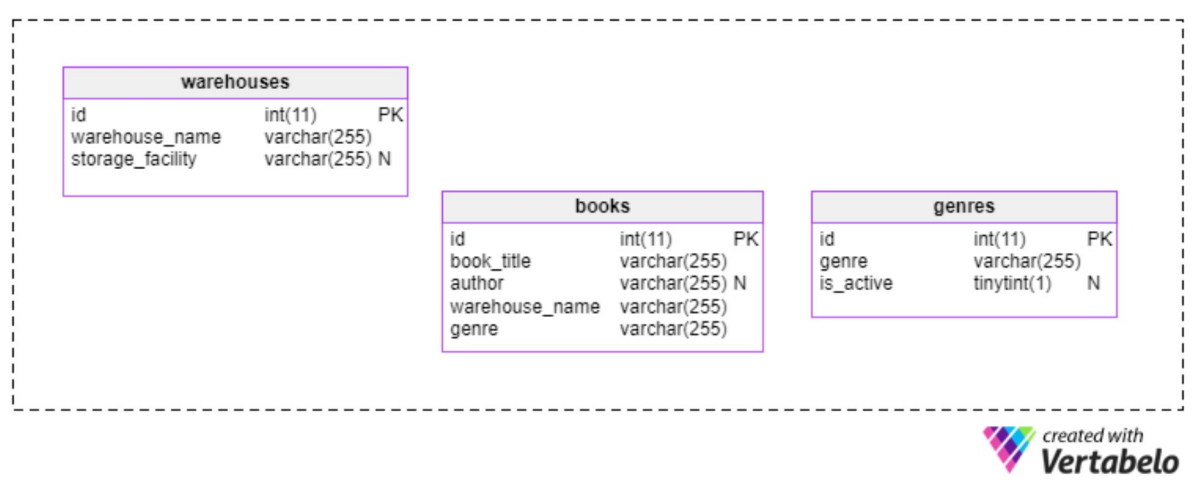 warehouses
id int(11) PK
warehouse_name varchar(255)
storage_facility varchar(255) N
books
id int(11) PK
book_title varchar(255)
author varchar(255) N
warehouse_name varchar(255)
genre varchar(255)
genres
id int(11) PK
genre varchar(255)
is_active tinytint(1) N
created with
Vertabelo